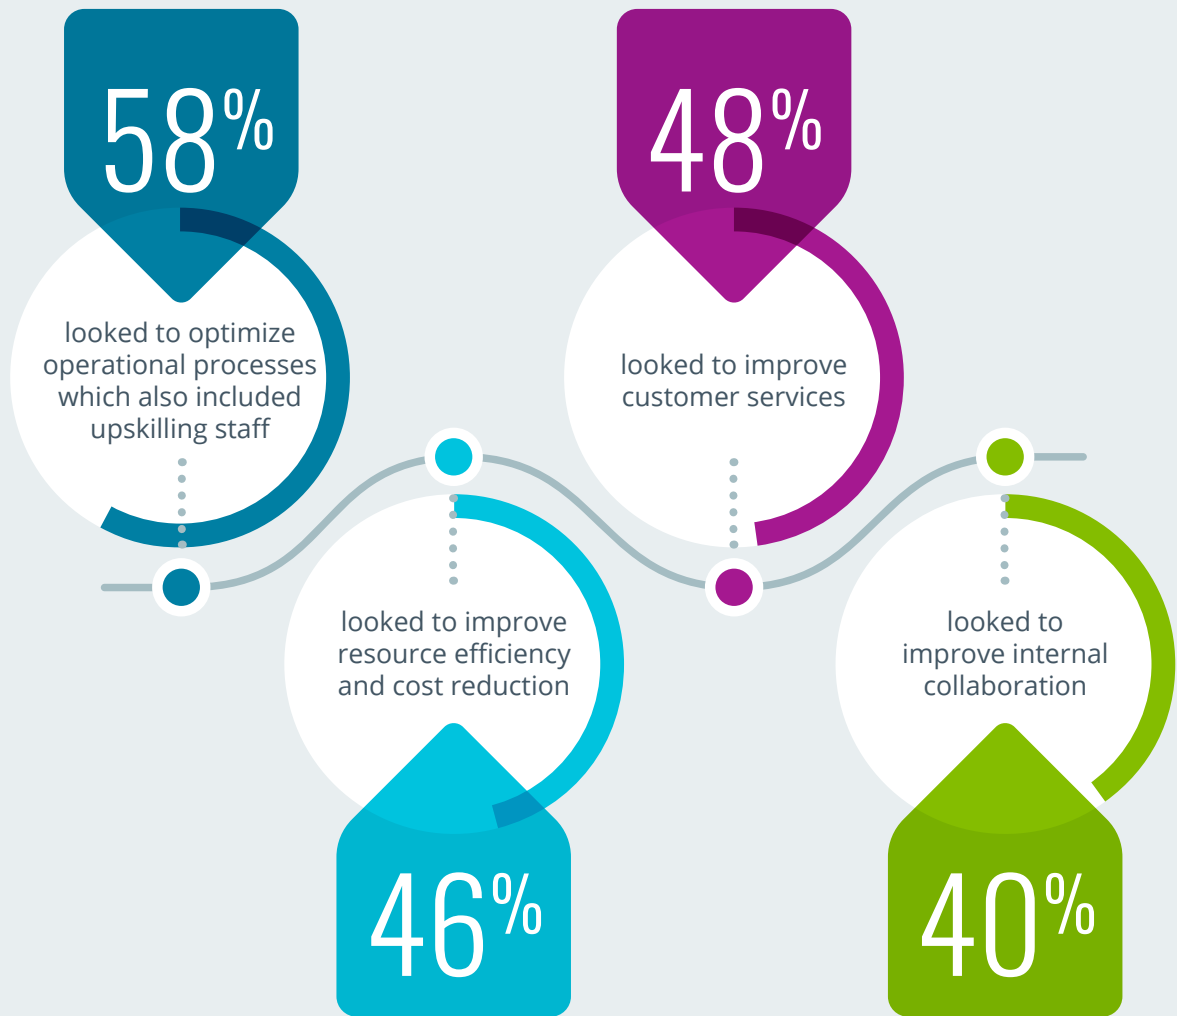 58%
looked to optimize
operational processes
which also included
upskilling staff
looked to improve
resource efficiency
and cost reduction
46%
48%
looked to improve
customer services
looked to
improve internal
collaboration
40%